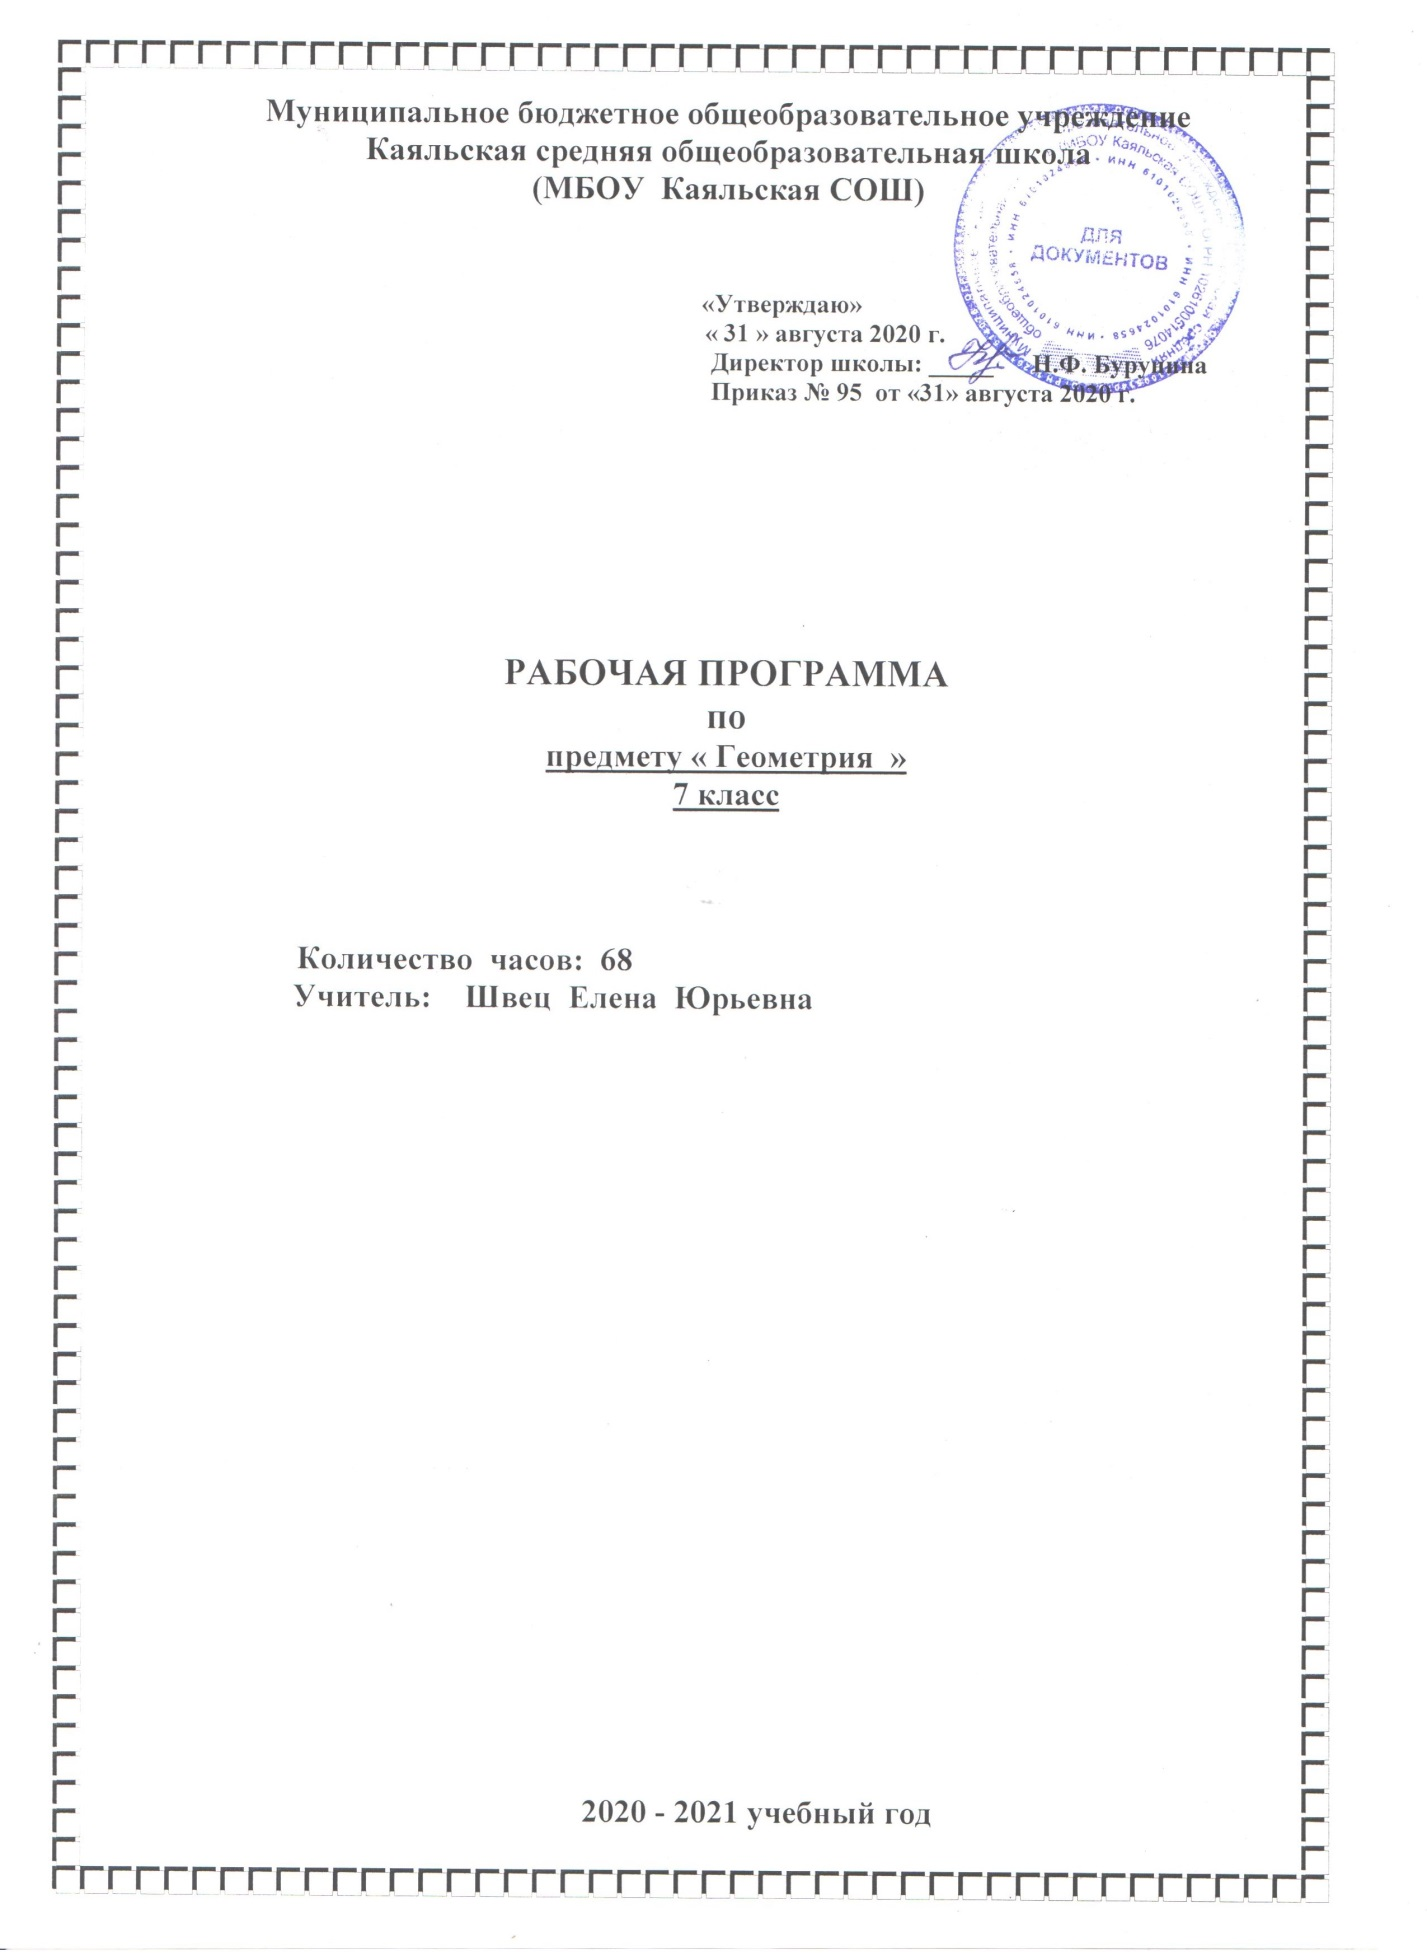 Муниципальное бюджетное общеобразовательное учреждение
Каяльская средняя общеобразовательная школа
(МБОУ Каяльская СОШ)
ДЛЯ
ДОКУМЕНТОВ
«Утверждаю»
« 31 » августа 2020 г.
Директор школы: _____ Н.Ф. Бурунина
Приказ № 95 от «31» августа 2020 г.
РАБОЧАЯ ПРОГРАММА
по
предмету « Геометрия »
7 класс
Количество часов: 68
Учитель: Швец Елена Юрьевна
2020 - 2021 учебный год